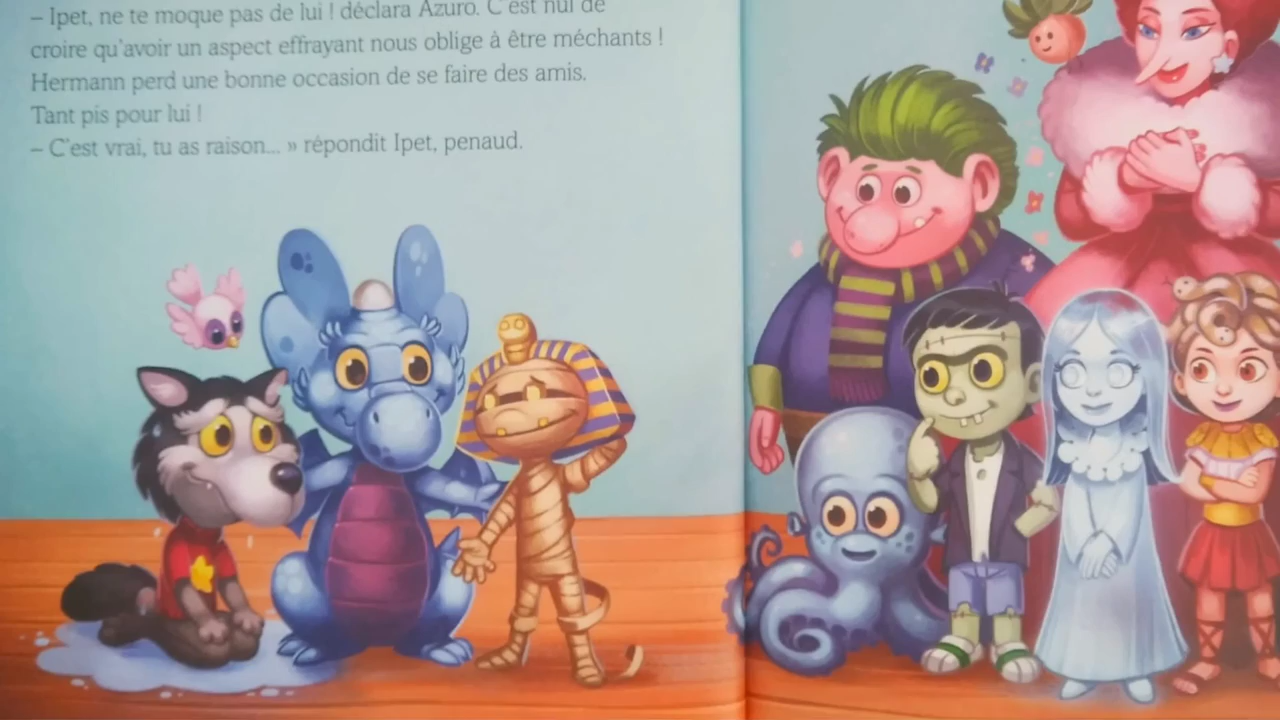 – Ipet, ne te moque pas de lui ! déclara Azuro. C'est nul de
croire qu'avoir un aspect effrayant nous oblige à être méchants !
Hermann perd une bonne occasion de se faire des amis.
Tant pis pour lui !
– C'est vrai, tu as raison... » répondit Ipet, penaud.